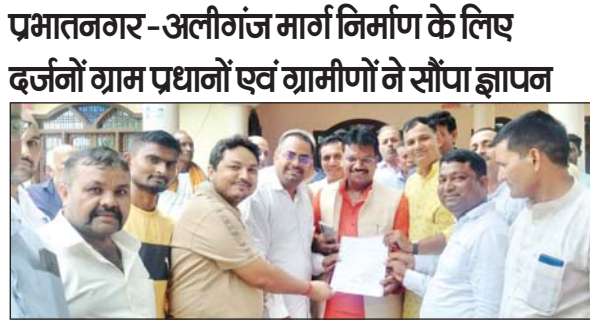 प्रभातनगर-अलीगंज मार्ग निर्माण के लिए
दर्जनों ग्राम प्रधानों एवं ग्रामीणों ने सौंपा ज्ञापन